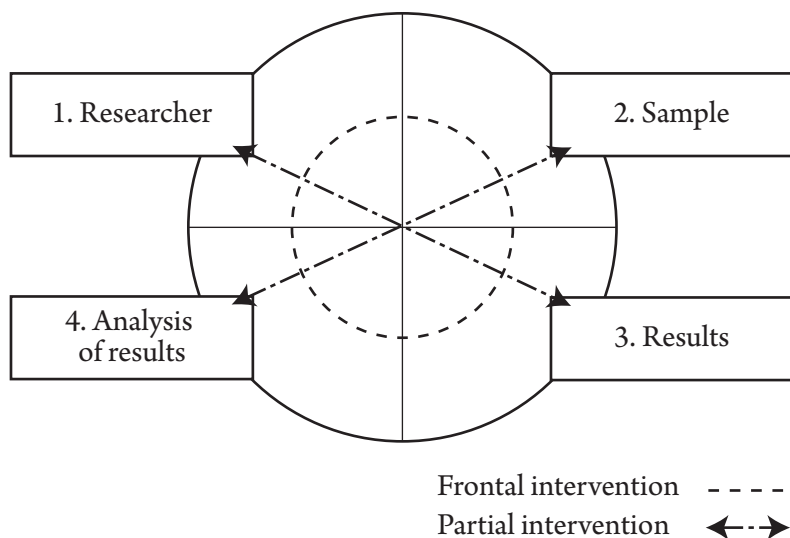 1. Researcher
2. Sample
4. Analysis
of results
3. Results
Frontal intervention
Partial intervention